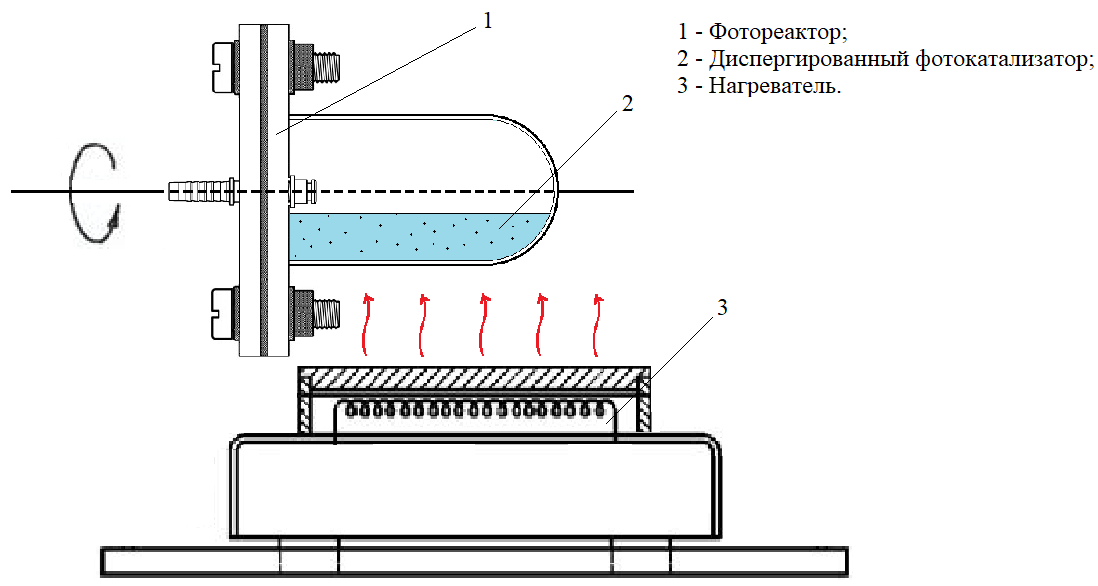 1
1 - Фотореактор;
2 - Диспергированный фотокатализатор;
3 - Нагреватель.
2
3